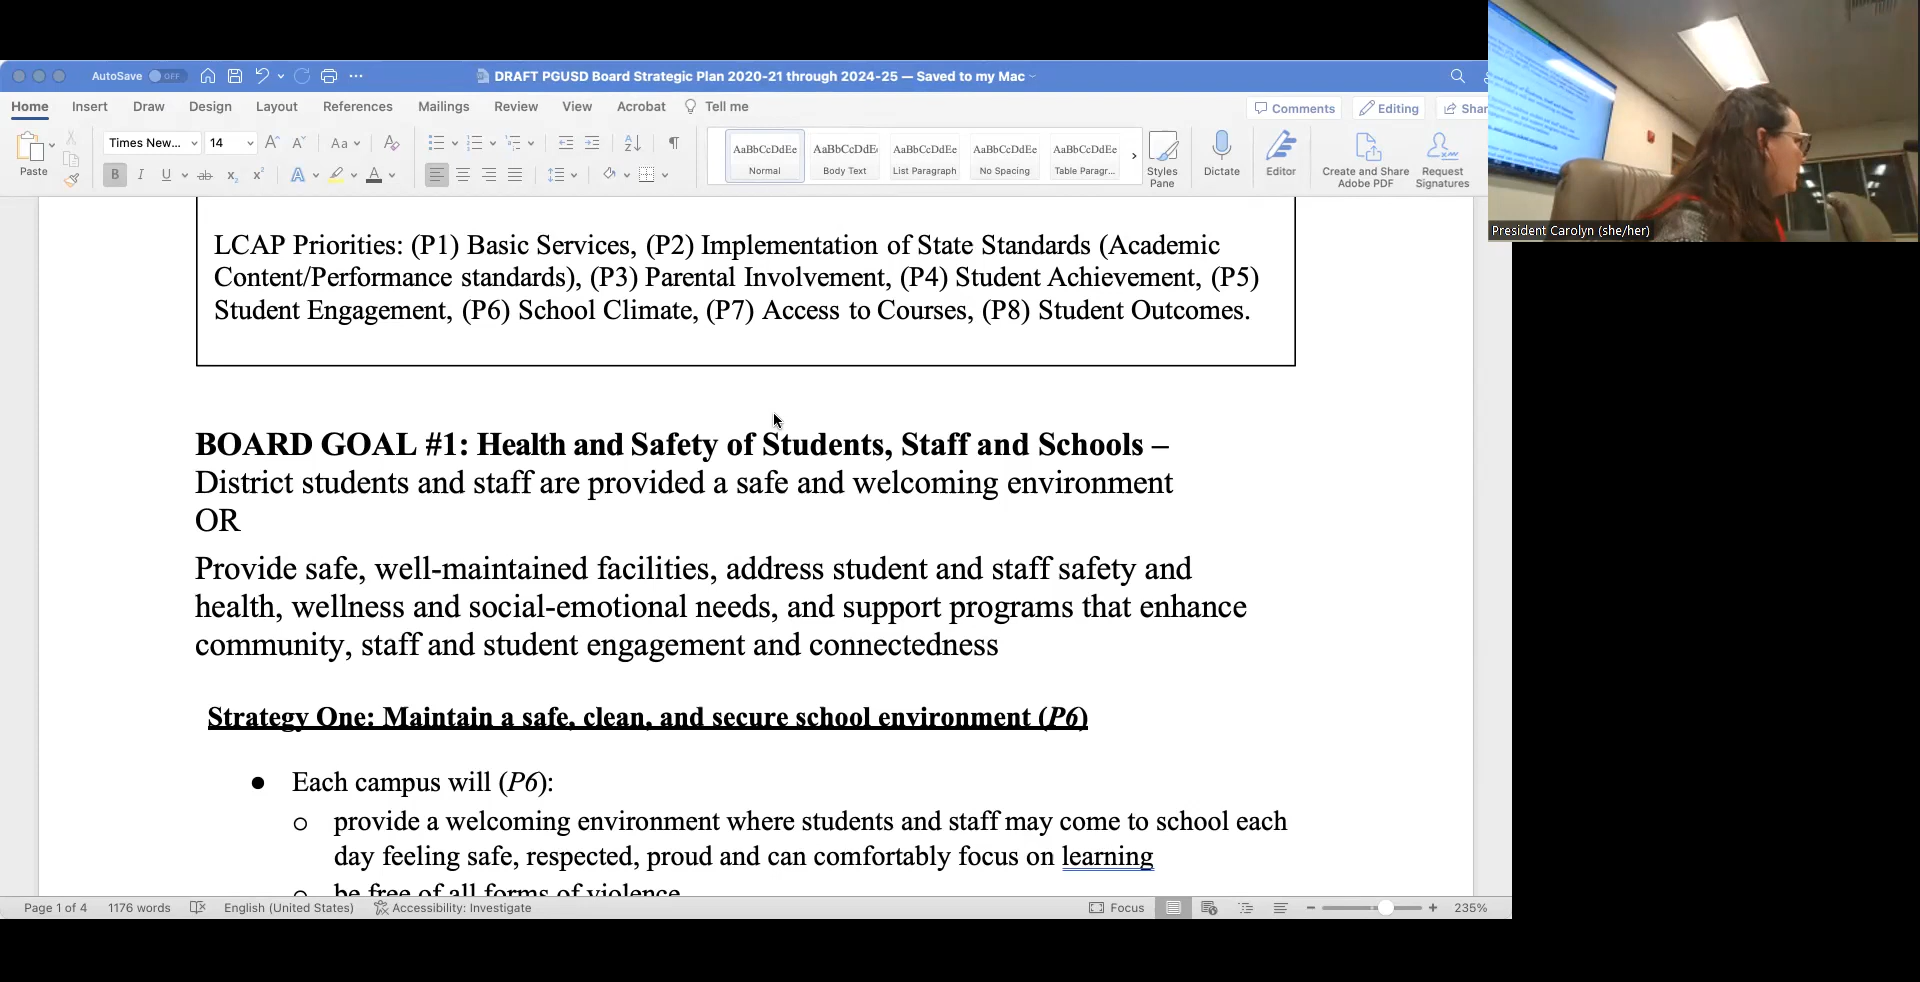 AutoSave OFF
DRAFT PGUSD Board Strategic Plan 2020-21 through 2024-25 — Saved to my Mac
Home Insert Draw Design Layout References Mailings Review View Acrobat Tell me
Comments Editing Shar
Paste
Times New... 14
AaBbCcDdEe AaBbCcDdE AaBbCcDdEe AaBbCcDdEe AaBbCcDdEe
Normal Body Text List Paragraph No Spacing Table Paragr...
Styles Pane
Dictate
Editor
Create and Share Adobe PDF
Request Signatures
President Carolyn (she/her)
LCAP Priorities: (P1) Basic Services, (P2) Implementation of State Standards (Academic
Content/Performance standards), (P3) Parental Involvement, (P4) Student Achievement, (P5)
Student Engagement, (P6) School Climate, (P7) Access to Courses, (P8) Student Outcomes.
BOARD GOAL #1: Health and Safety of Students, Staff and Schools –
District students and staff are provided a safe and welcoming environment
OR
Provide safe, well-maintained facilities, address student and staff safety and
health, wellness and social-emotional needs, and support programs that enhance
community, staff and student engagement and connectedness
Strategy One: Maintain a safe, clean, and secure school environment (P6)
● Each campus will (P6):
o provide a welcoming environment where students and staff may come to school each
day feeling safe, respected, proud and can comfortably focus on learning
o be free of all forms of violence
Page 1 of 4 1176 words English (United States) Accessibility: Investigate Focus 235%